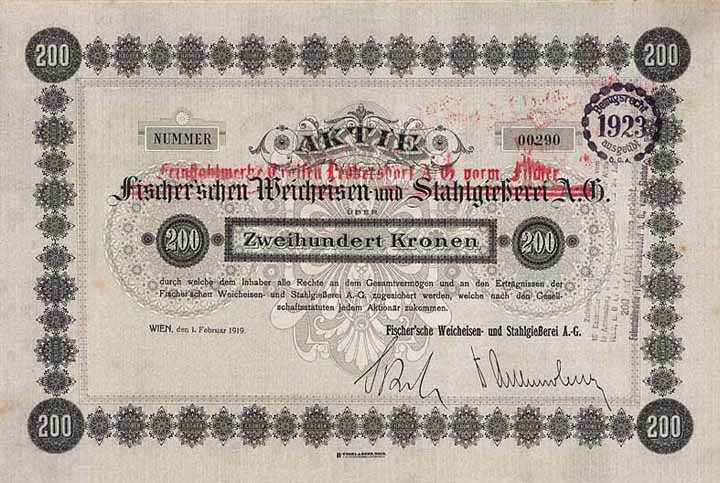 200
200
Bezugsrecht
1923
ausgeübt
NUMMER
AKTIE
00290
Feinstahlwerke Traisen Leobersdorf A.G. vorm. Fischer
Fischer'schen Weicheisen und Stahlgießerei A.G.
ÜBER
200
Zweihundert Kronen
200
durch welche dem Inhaber alle Rechte an dem Gesamtvermögen und an den Erträgnissen der
Fischer'schen Weicheisen- und Stahlgießerei A.-G. zugesichert werden, welche nach den Gesell-
schaftsstatuten jedem Aktionär zukommen.
WIEN, den 1. Februar 1919.
Fischer'sche Weicheisen- und Stahlgießerei A.-G.
200
200